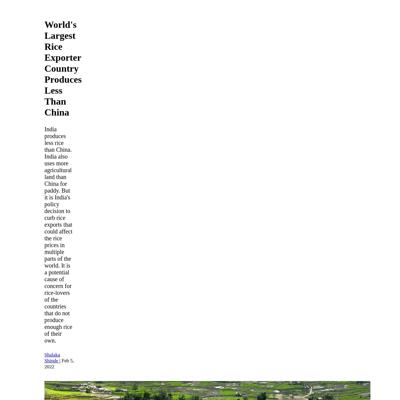 World's
Largest
Rice
Exporter
Country
Produces
Less
Than
China
India
produces
less rice
than China.
India also
uses more
agricultural
land than
China for
paddy. But
it is India's
policy
decision to
curb rice
exports that
could affect
the rice
prices in
multiple
parts of the
world. It is
a potential
cause of
concern for
rice-lovers
of the
countries
that do not
produce
enough rice
of their
own.
Shalaka
Shinde | Feb 5,
2022